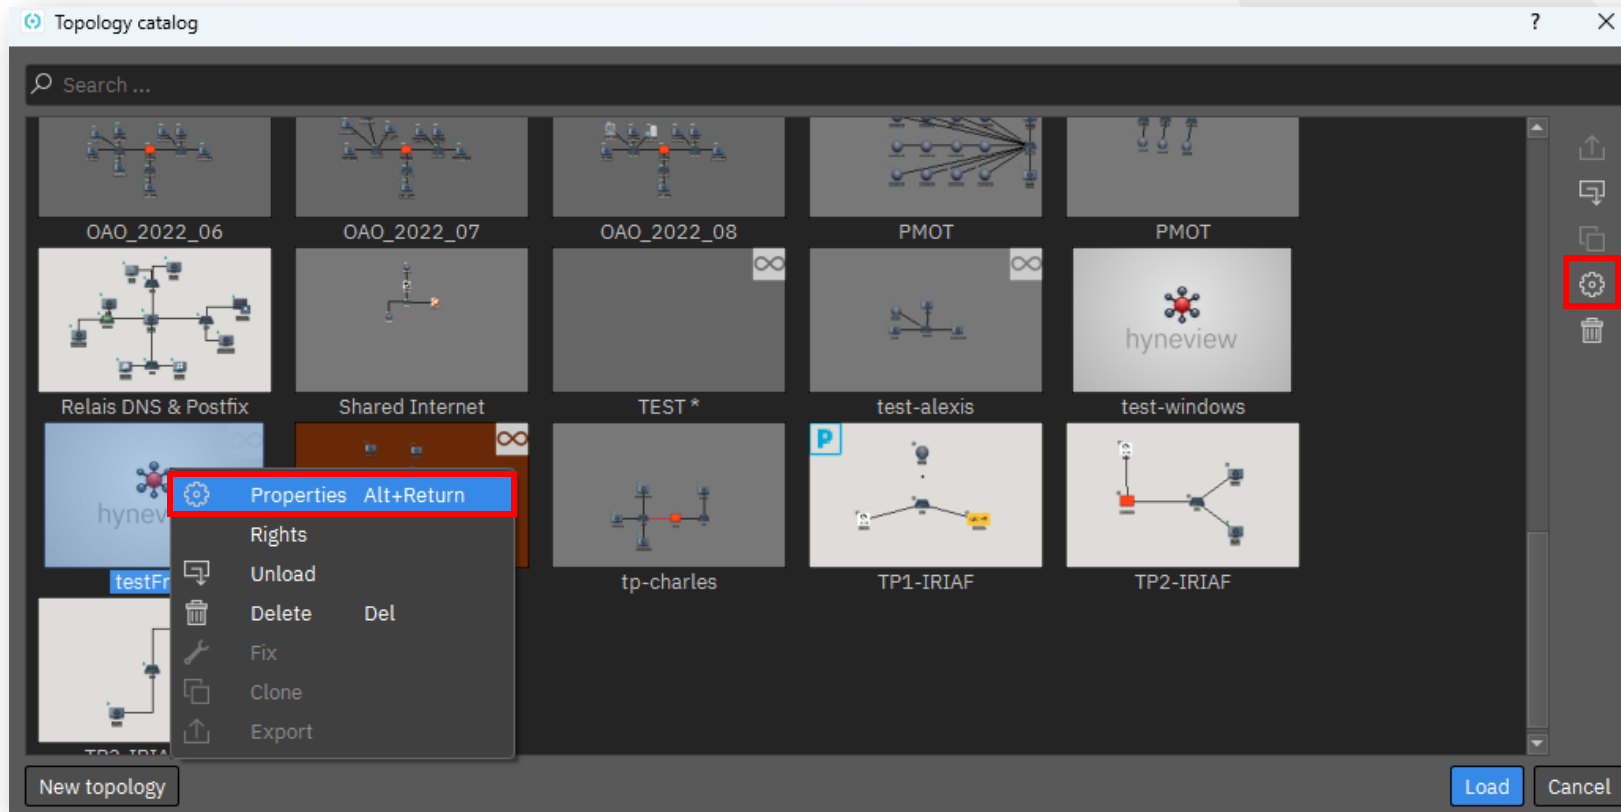 Topology catalog
?
Search ...
OAO_2022_06
OAO_2022_07
OAO_2022_08
PMOT
PMOT
hyneview
Relais DNS & Postfix
Shared Internet
TEST *
test-alexis
test-windows
P
hynev
Properties Alt+Return
Rights
Unload
testFr
Delete Del
tp-charles
TP1-IRIAF
TP2-IRIAF
Fix
Clone
Export
New topology
Load
Cancel